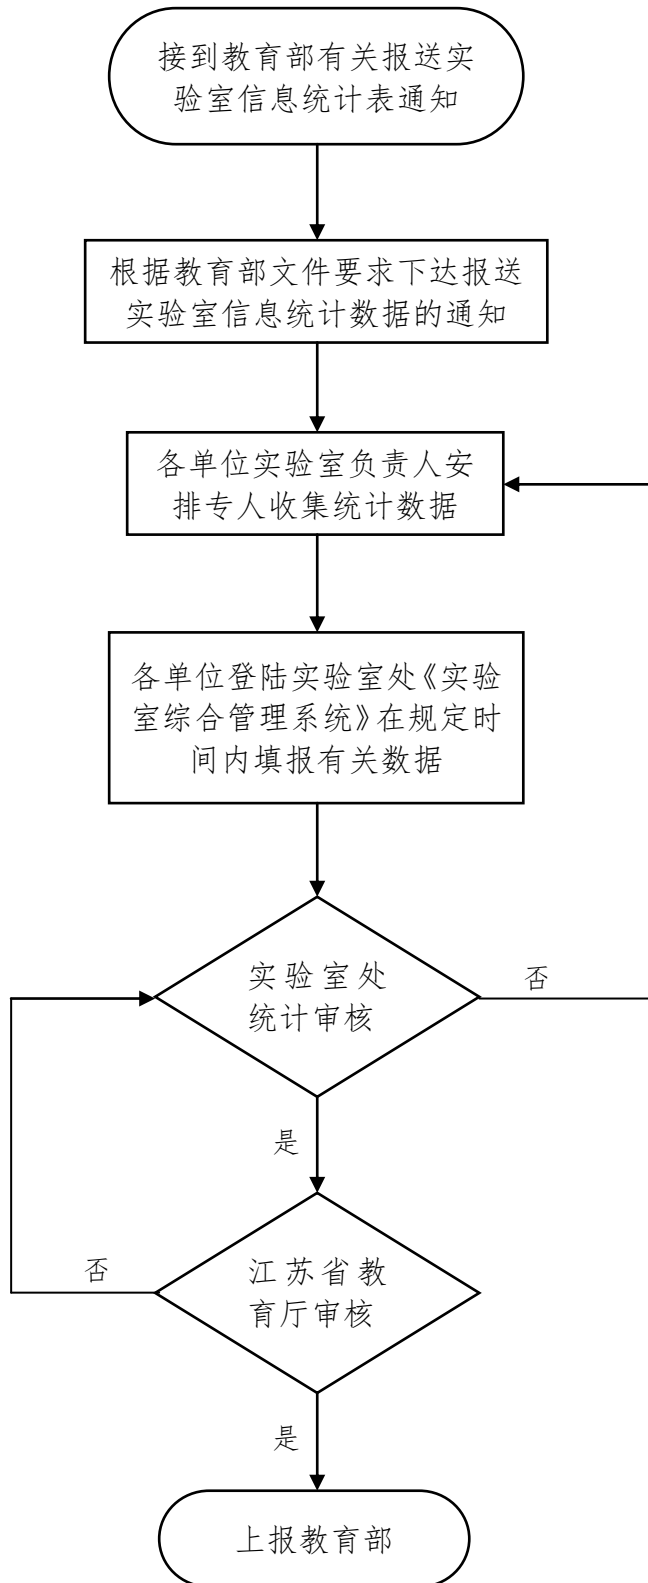 接到教育部有关报送实
验室信息统计表通知
根据教育部文件要求下达报送
实验室信息统计数据的通知
各单位实验室负责人安
排专人收集统计数据
各单位登陆实验室处《实验
室综合管理系统》在规定时
间内填报有关数据
实验室处
统计审核
否
是
江苏省教
育厅审核
否
是
上报教育部